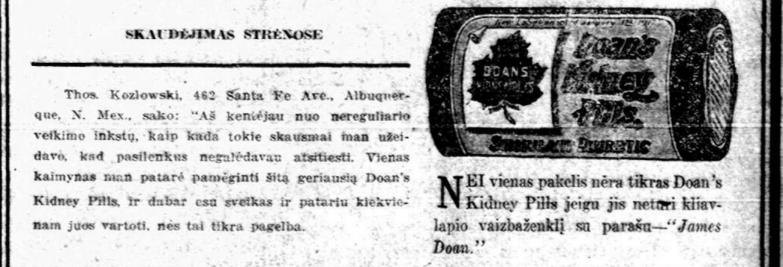 SKAUDĖJIMAS STRĖNOSE
Thos. Kozlowski, 462 Santa Fe Ave., Albuquer-
que, N. Mex., sako: "Aš kentėjau nuo nereguliario
veikimo inkstų, kaip kada tokie skausmai man užei-
davo, kad pasilenkus negalėdavau atsitiesti. Vienas
kaimynas man patarė pamėginti šitą geriausią Doan's
Kidney Pills, ir dabar esu sveikas ir patariu kiekvie-
nam juos vartoti, nes tai tikra pagelba.
DOANS
Doan's
Kidney
Pills.
STIMULANT DIURETIC
NEI vienas pakelis nėra tikras Doan's
Kidney Pills jeigu jis neturi kliav-
lapio vaizbaženklį su parašu—"James
Doan."